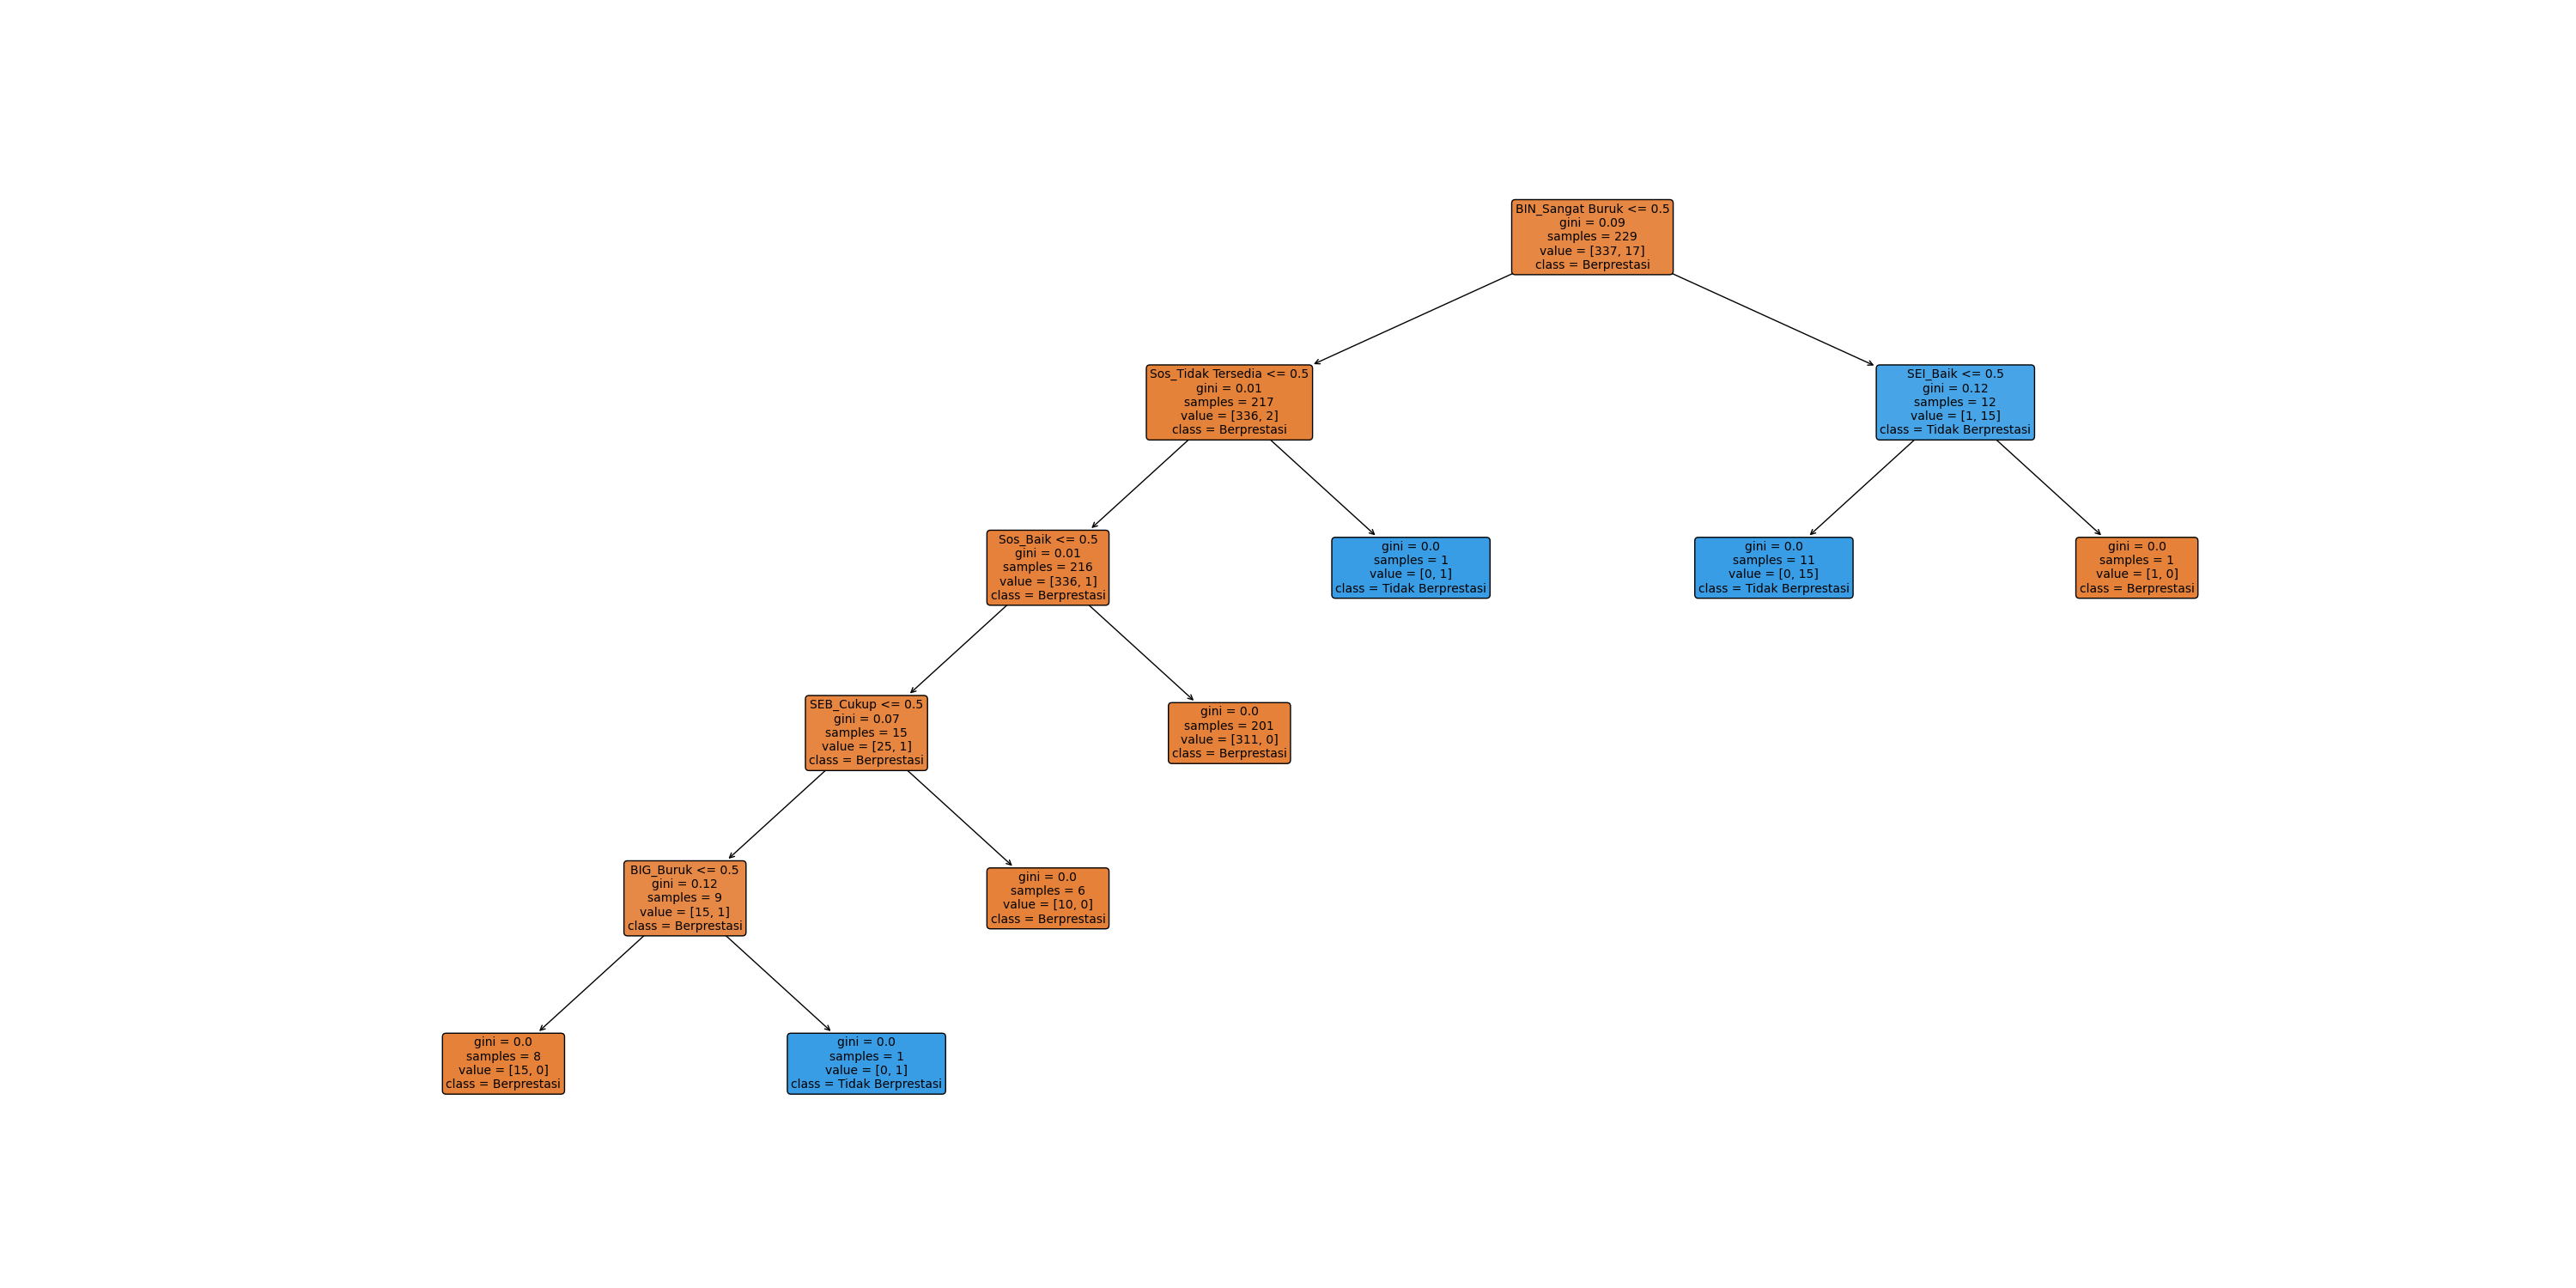 BIN_Sangat Buruk <= 0.5
gini = 0.09
samples = 229
value = [337, 17]
class = Berprestasi
Sos_Tidak Tersedia <= 0.5
gini = 0.01
samples = 217
value = [336, 2]
class = Berprestasi
SEI_Baik <= 0.5
gini = 0.12
samples = 12
value = [1, 15]
class = Tidak Berprestasi
Sos_Baik <= 0.5
gini = 0.01
samples = 216
value = [336, 1]
class = Berprestasi
gini = 0.0
samples = 1
value = [0, 1]
class = Tidak Berprestasi
gini = 0.0
samples = 11
value = [0, 15]
class = Tidak Berprestasi
gini = 0.0
samples = 1
value = [1, 0]
class = Berprestasi
SEB_Cukup <= 0.5
gini = 0.07
samples = 15
value = [25, 1]
class = Berprestasi
gini = 0.0
samples = 201
value = [311, 0]
class = Berprestasi
BIG_Buruk <= 0.5
gini = 0.12
samples = 9
value = [15, 1]
class = Berprestasi
gini = 0.0
samples = 6
value = [10, 0]
class = Berprestasi
gini = 0.0
samples = 8
value = [15, 0]
class = Berprestasi
gini = 0.0
samples = 1
value = [0, 1]
class = Tidak Berprestasi